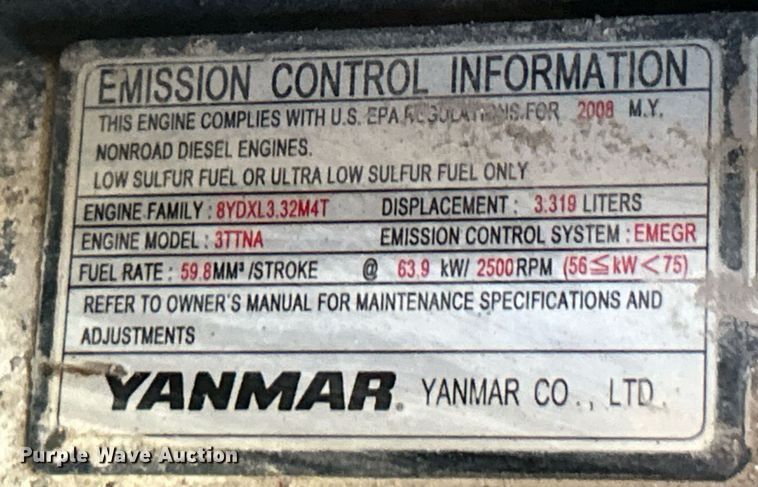 EMISSION CONTROL INFORMATION
THIS ENGINE COMPLIES WITH U.S. EPA REGULATIONS FOR 2008 M.Y.
NONROAD DIESEL ENGINES.
LOW SULFUR FUEL OR ULTRA LOW SULFUR FUEL ONLY
ENGINE FAMILY : 8YDXL3.32M4T DISPLACEMENT : 3.319 LITERS
ENGINE MODEL : 3TTNA EMISSION CONTROL SYSTEM : EMEGR
FUEL RATE : 59.8MM³/STROKE @ 63.9 kW/ 2500RPM (56≦kW<75)
REFER TO OWNER'S MANUAL FOR MAINTENANCE SPECIFICATIONS AND
ADJUSTMENTS
YANMAR. YANMAR CO., LTD.
Purple Wave Auction